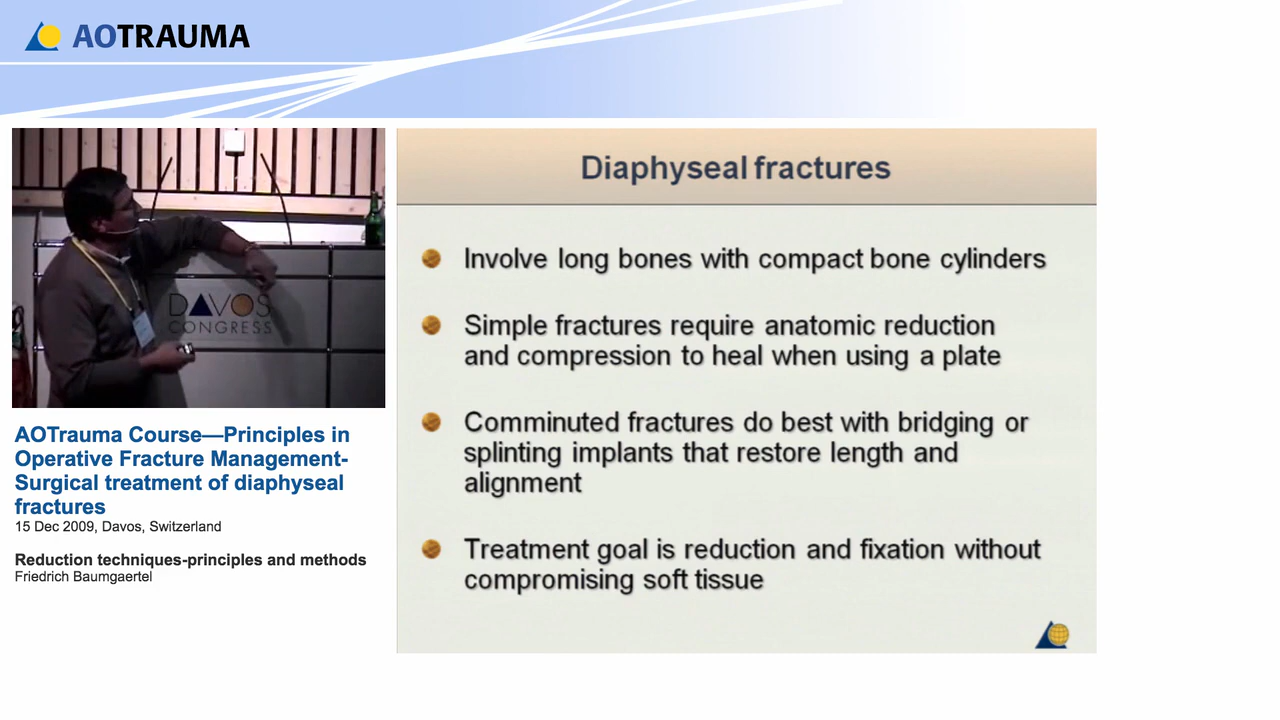 AOTRAUMA
DAVOS
CONGRESS
AOTrauma Course—Principles in
Operative Fracture Management-
Surgical treatment of diaphyseal
fractures
15 Dec 2009, Davos, Switzerland
Reduction techniques-principles and methods
Friedrich Baumgaertel
Diaphyseal fractures
Involve long bones with compact bone cylinders
Simple fractures require anatomic reduction
and compression to heal when using a plate
Comminuted fractures do best with bridging or
splinting implants that restore length and
alignment
Treatment goal is reduction and fixation without
compromising soft tissue